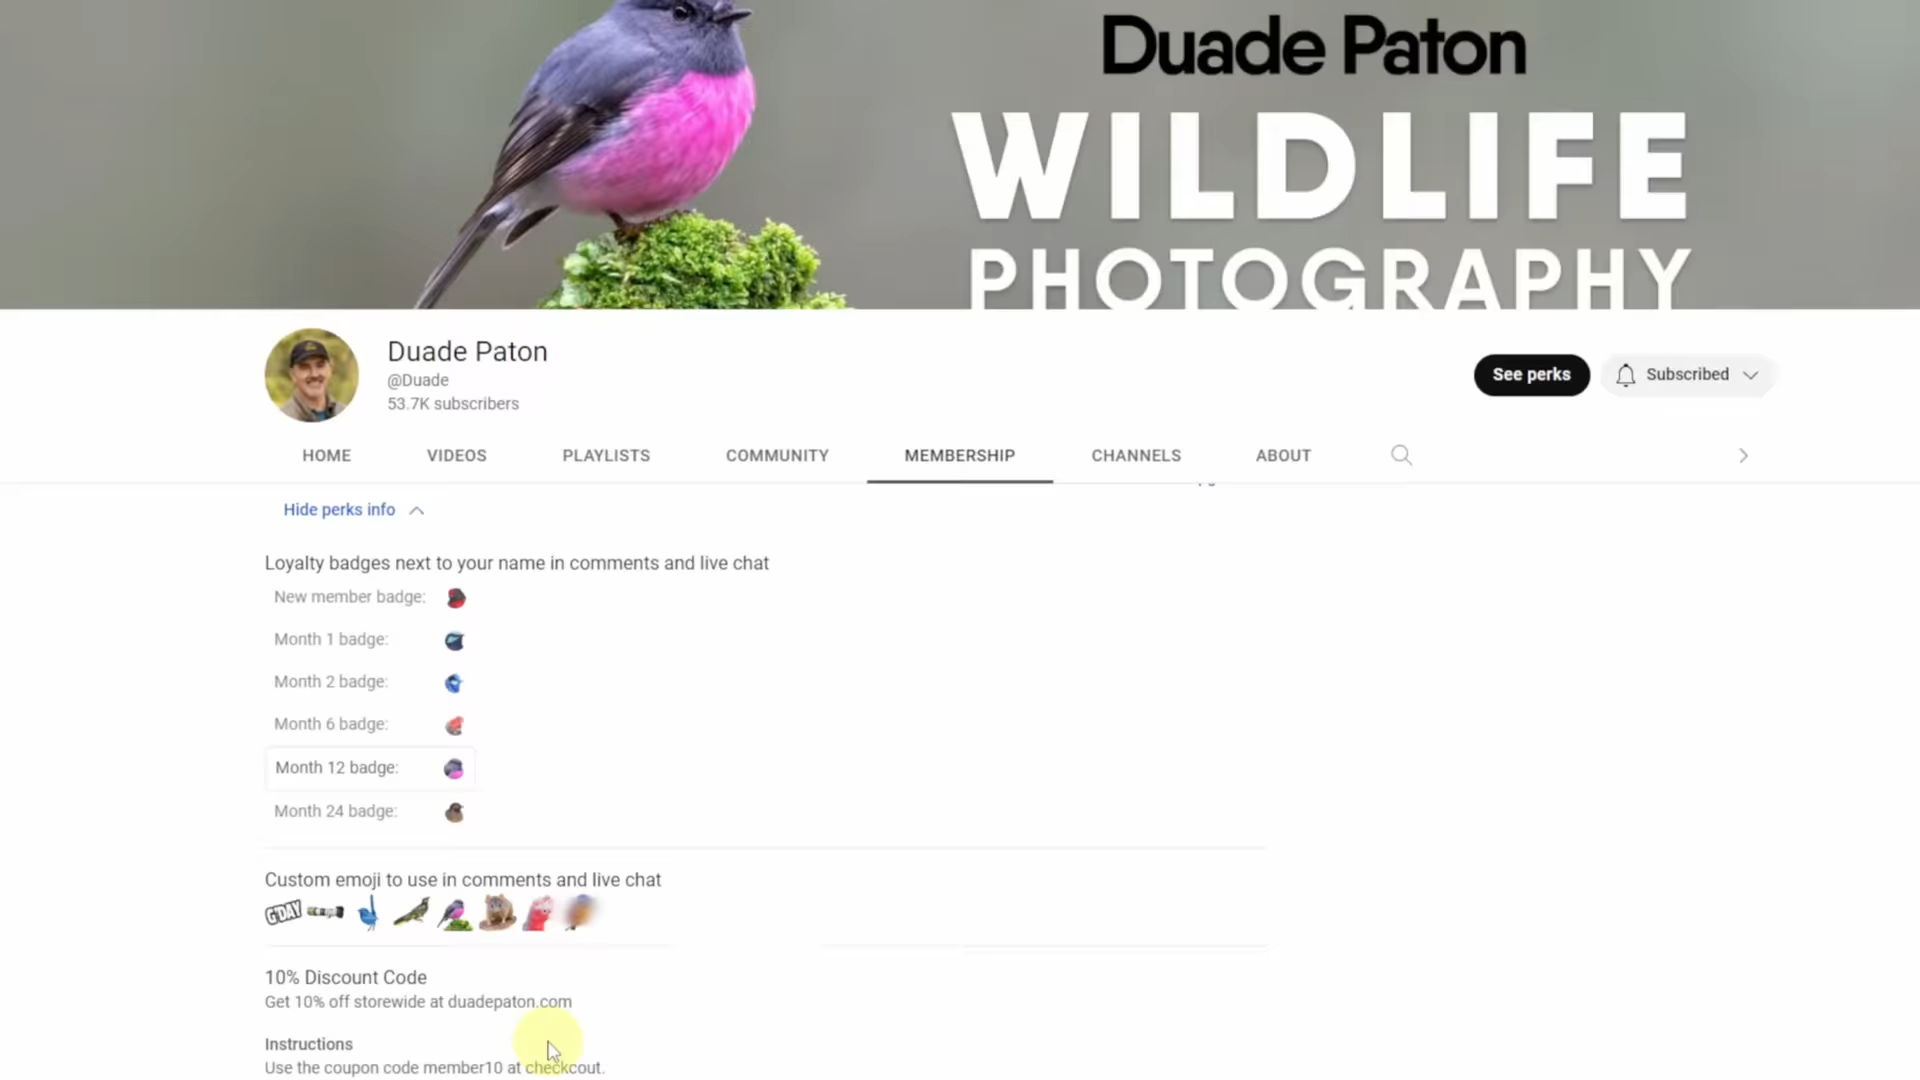 Duade Paton
WILDLIFE
PHOTOGRAPHY
Duade Paton
@Duade
53.7K subscribers
See perks
Subscribed
HOME
VIDEOS
PLAYLISTS
COMMUNITY
MEMBERSHIP
CHANNELS
ABOUT
Hide perks info
Loyalty badges next to your name in comments and live chat
New member badge:
Month 1 badge:
Month 2 badge:
Month 6 badge:
Month 12 badge:
Month 24 badge:
Custom emoji to use in comments and live chat
G'DAY
10% Discount Code
Get 10% off storewide at duadepaton.com
Instructions
Use the coupon code member10 at checkcout.